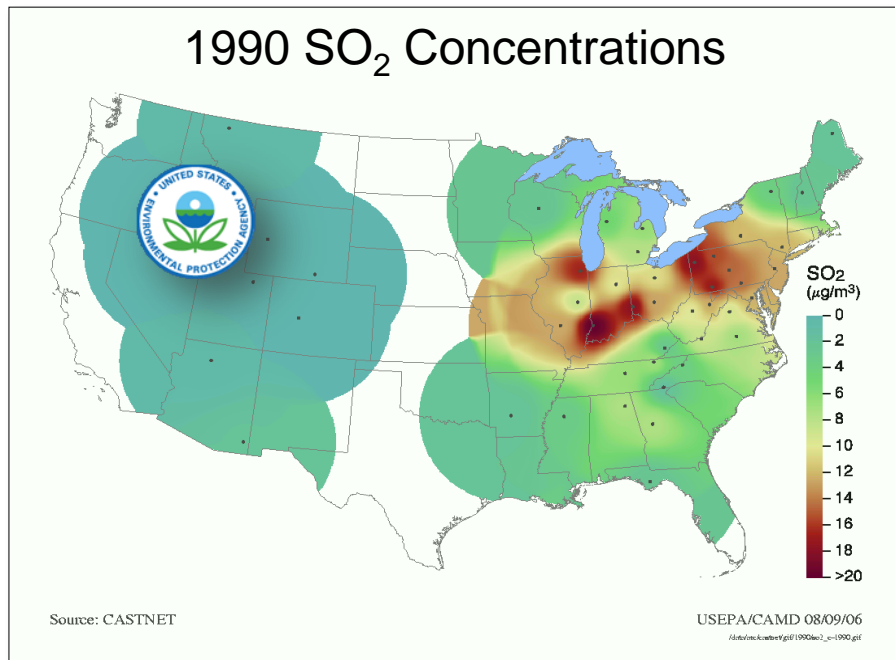 1990 SO₂ Concentrations
UNITED STATES
ENVIRONMENTAL PROTECTION AGENCY
SO₂
(μg/m³)
0
2
4
6
8
10
12
14
16
18
>20
Source: CASTNET
USEPA/CAMD 08/09/06